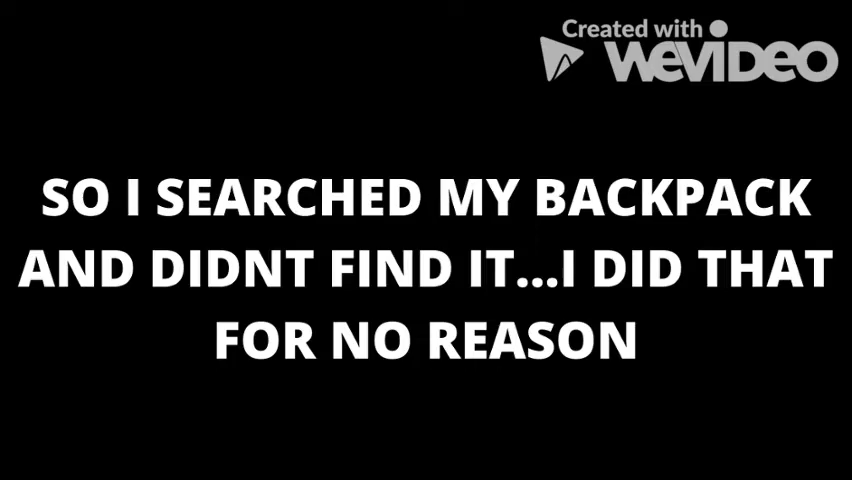 Created with
WEVIDEO
SO I SEARCHED MY BACKPACK
AND DIDNT FIND IT...I DID THAT
FOR NO REASON